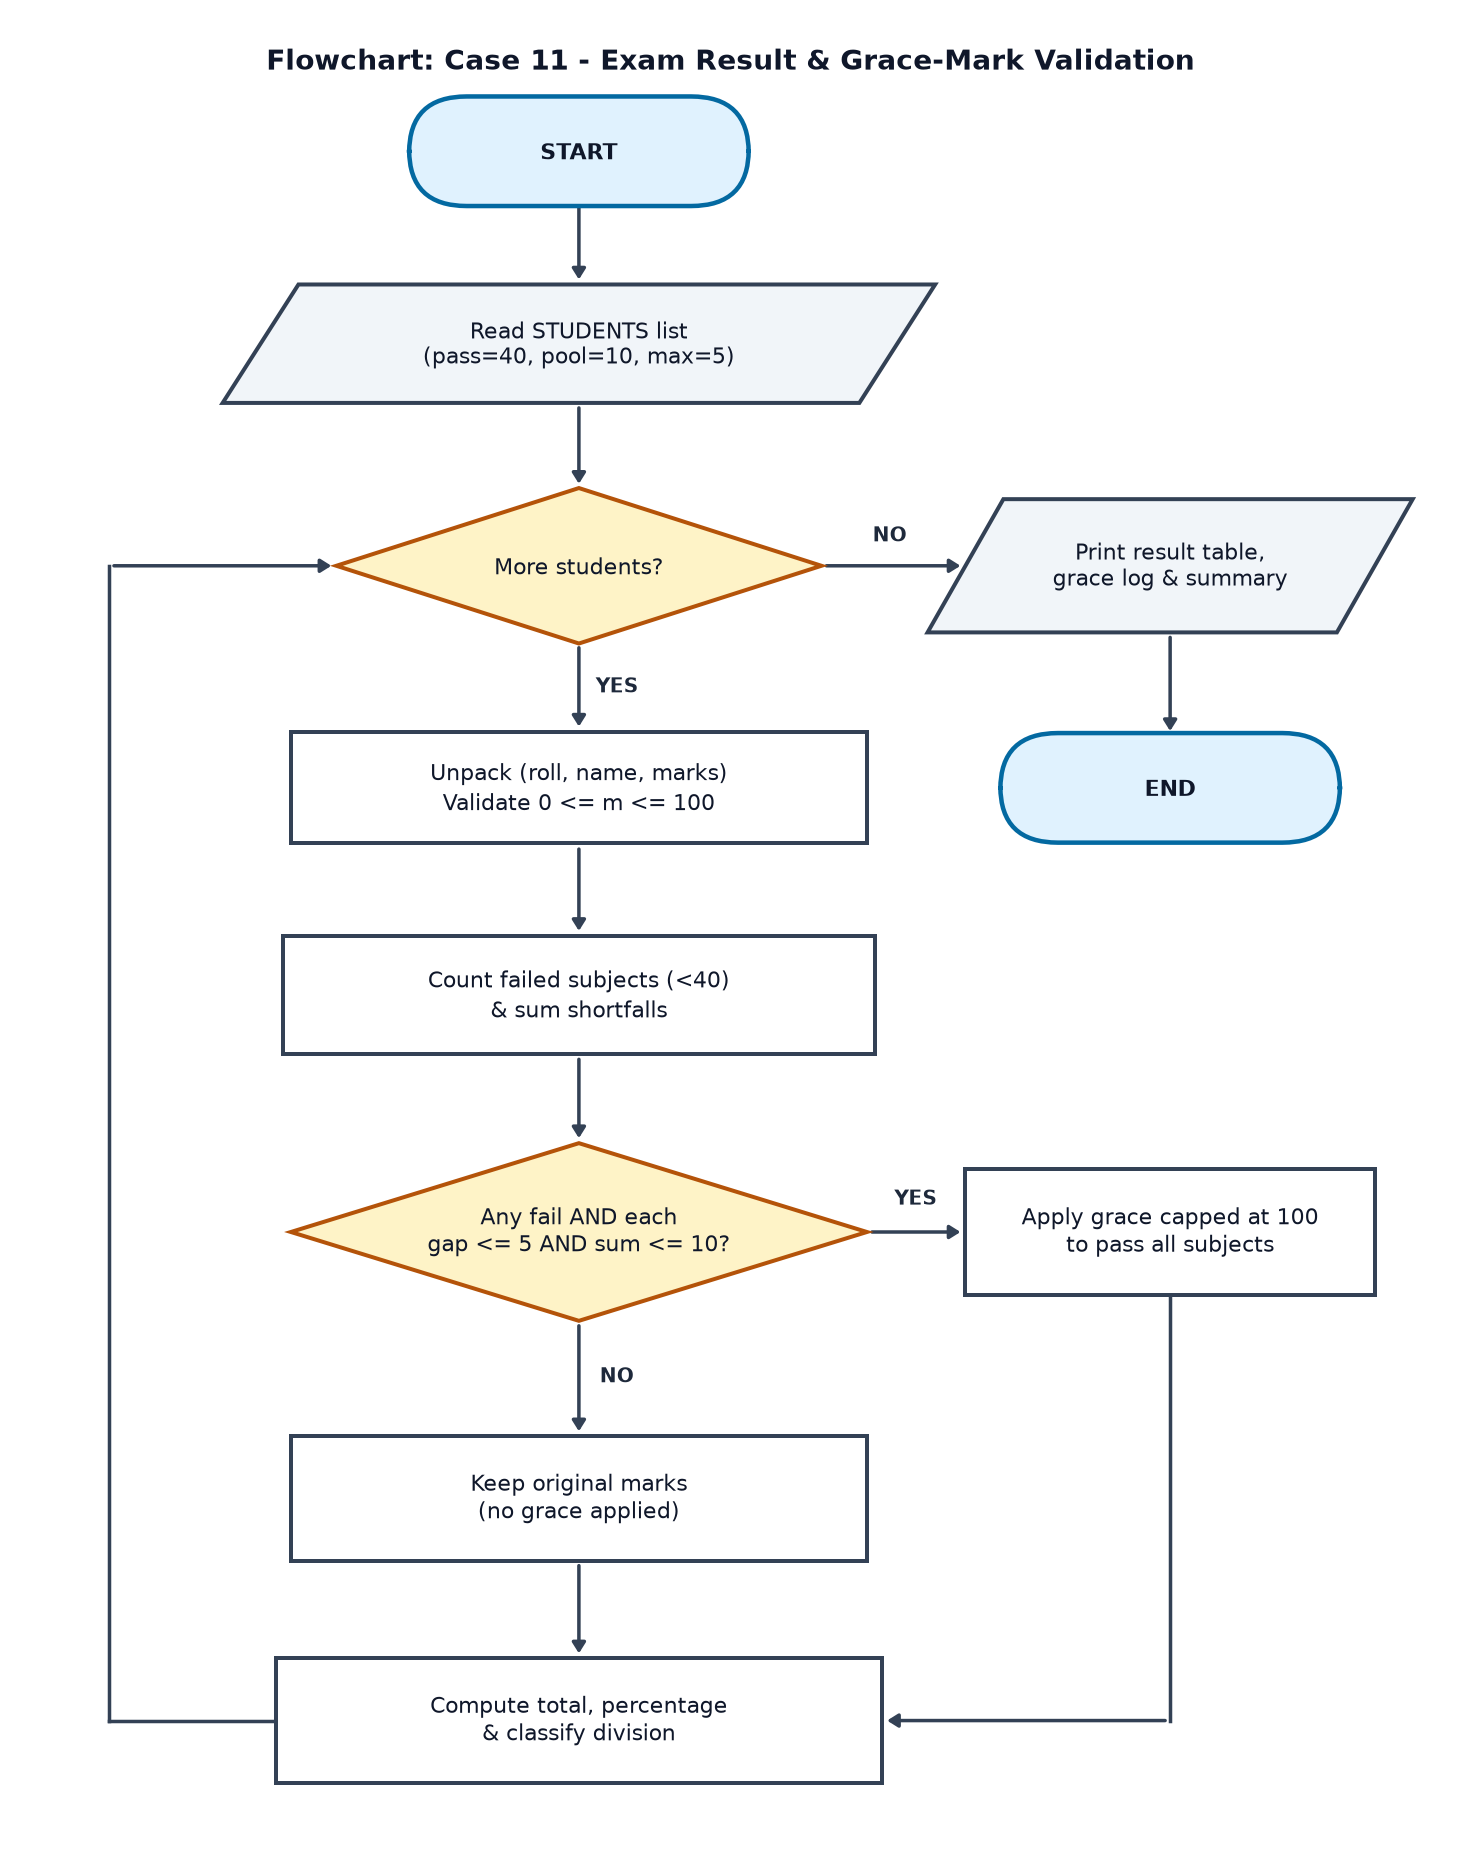 Flowchart: Case 11 - Exam Result & Grace-Mark Validation
START
Read STUDENTS list
(pass=40, pool=10, max=5)
More students?
NO
Print result table,
grace log & summary
YES
Unpack (roll, name, marks)
Validate 0 <= m <= 100
END
Count failed subjects (<40)
& sum shortfalls
Any fail AND each
gap <= 5 AND sum <= 10?
YES
Apply grace capped at 100
to pass all subjects
NO
Keep original marks
(no grace applied)
Compute total, percentage
& classify division